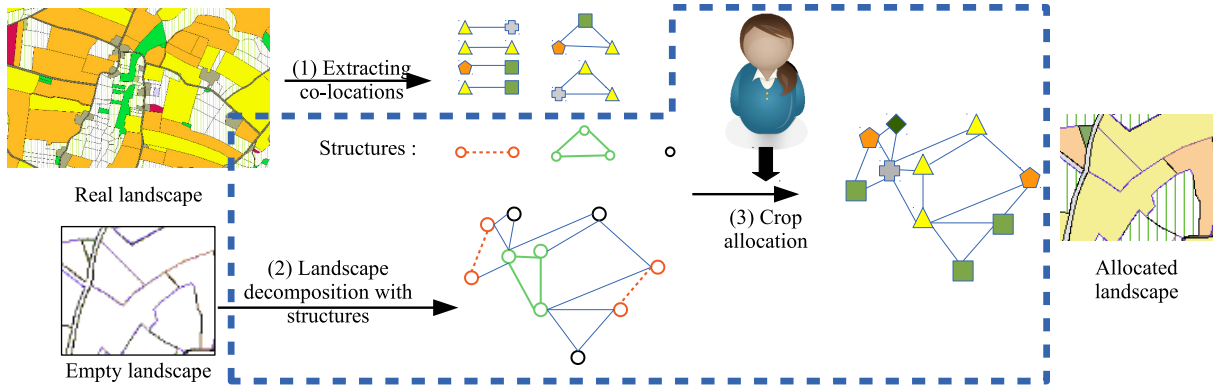 (1) Extracting
co-locations
Structures :
Real landscape
(2) Landscape
decomposition with
structures
(3) Crop
allocation
Empty landscape
Allocated
landscape